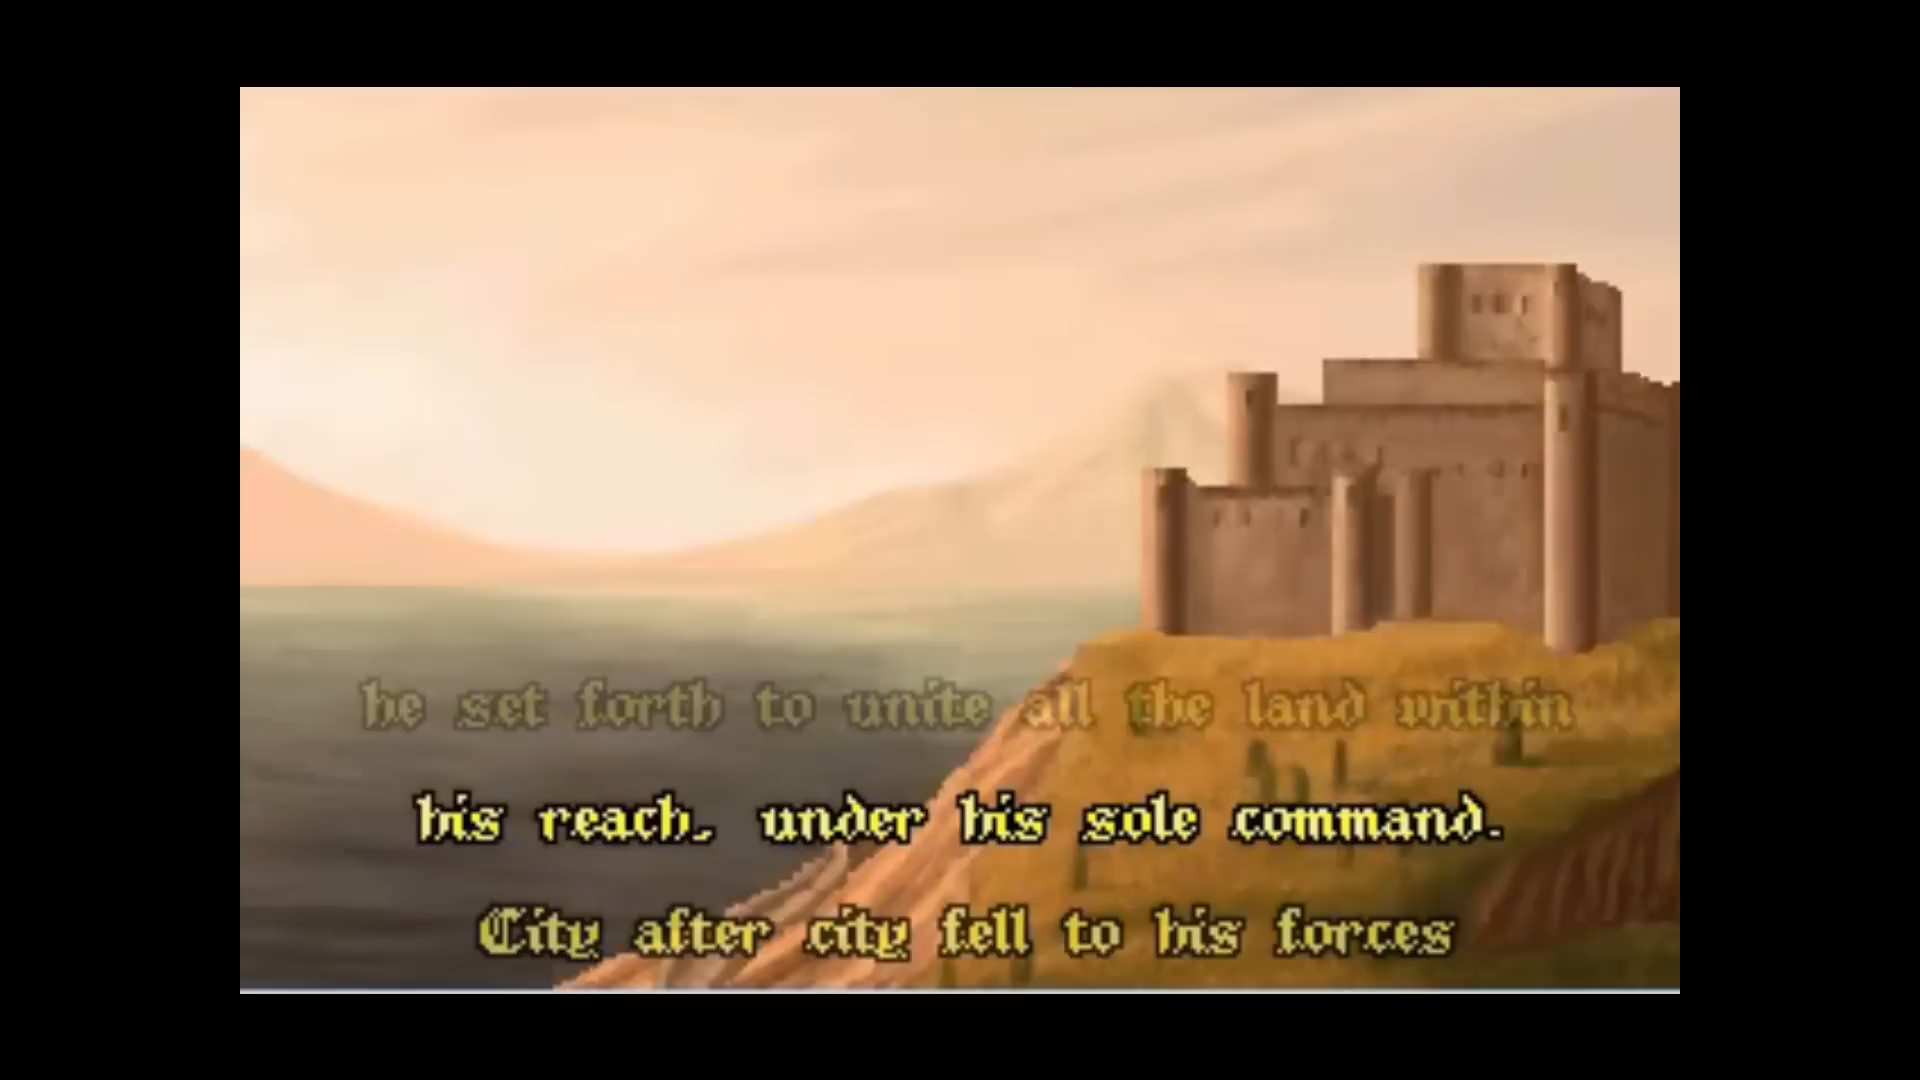 he set forth to unite all the land within
his reach, under his sole command.
City after city fell to his forces